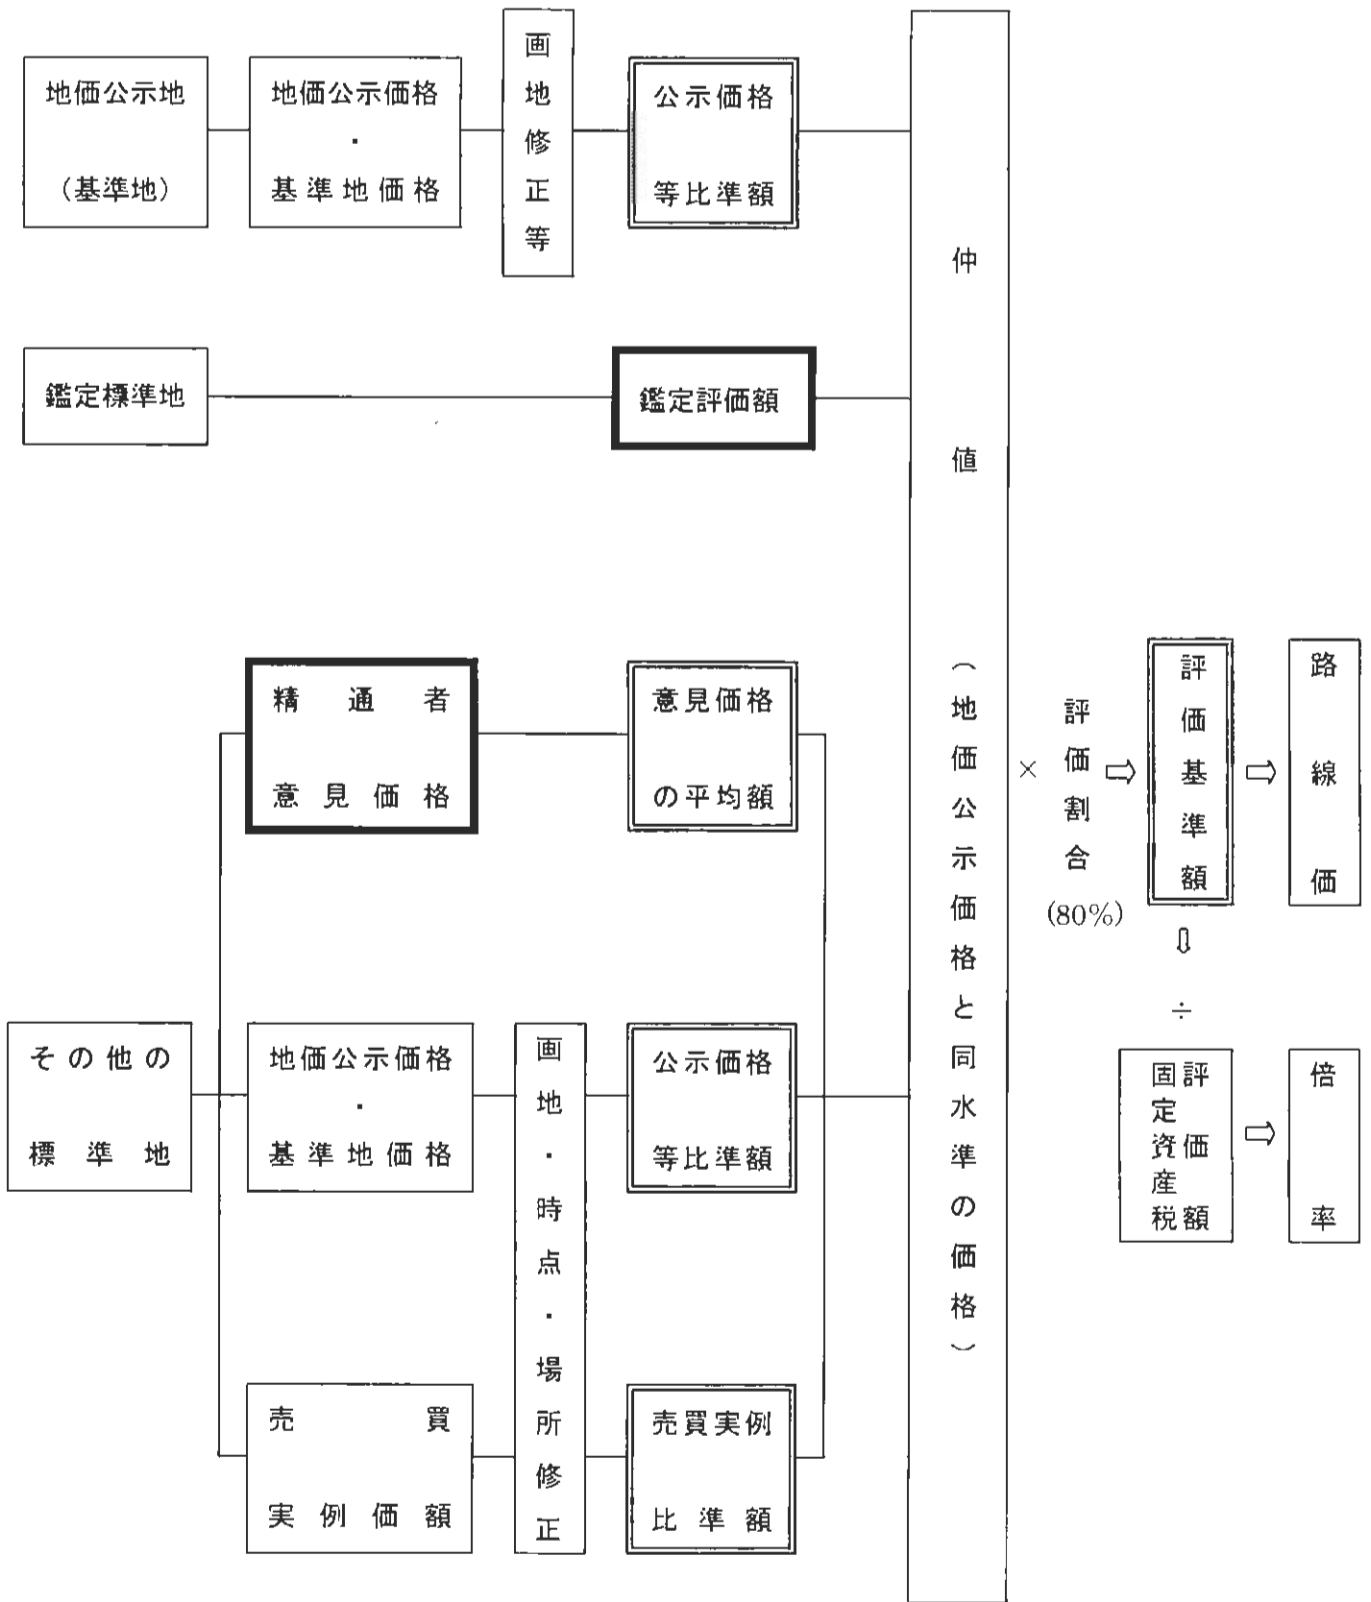 地価公示地
(基準地)
地価公示価格
・
基準地価格
画地修正等
公示価格
等比準額
鑑定標準地
鑑定評価額
その他の
標準地
精通者
意見価格
意見価格
の平均額
地価公示価格
・
基準地価格
画地・時点・場所修正
公示価格
等比準額
売買
実例価額
売買実例
比準額
仲値(地価公示価格と同水準の価格)
×
評価割合
(80%)
⇨
評価基準額
⇨
路線価
⇩
÷
固定資産税
評価額
⇨
倍率